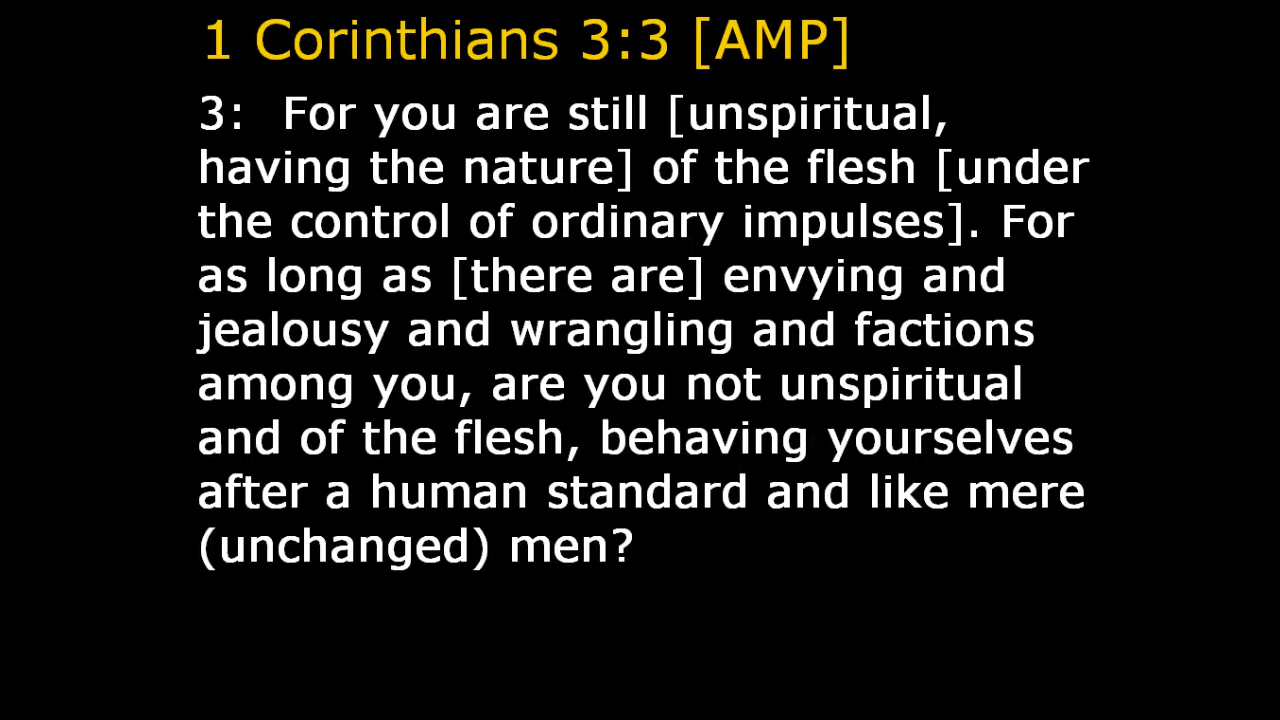 1 Corinthians 3:3 [AMP]
3:  For you are still [unspiritual,
having the nature] of the flesh [under
the control of ordinary impulses]. For
as long as [there are] envying and
jealousy and wrangling and factions
among you, are you not unspiritual
and of the flesh, behaving yourselves
after a human standard and like mere
(unchanged) men?